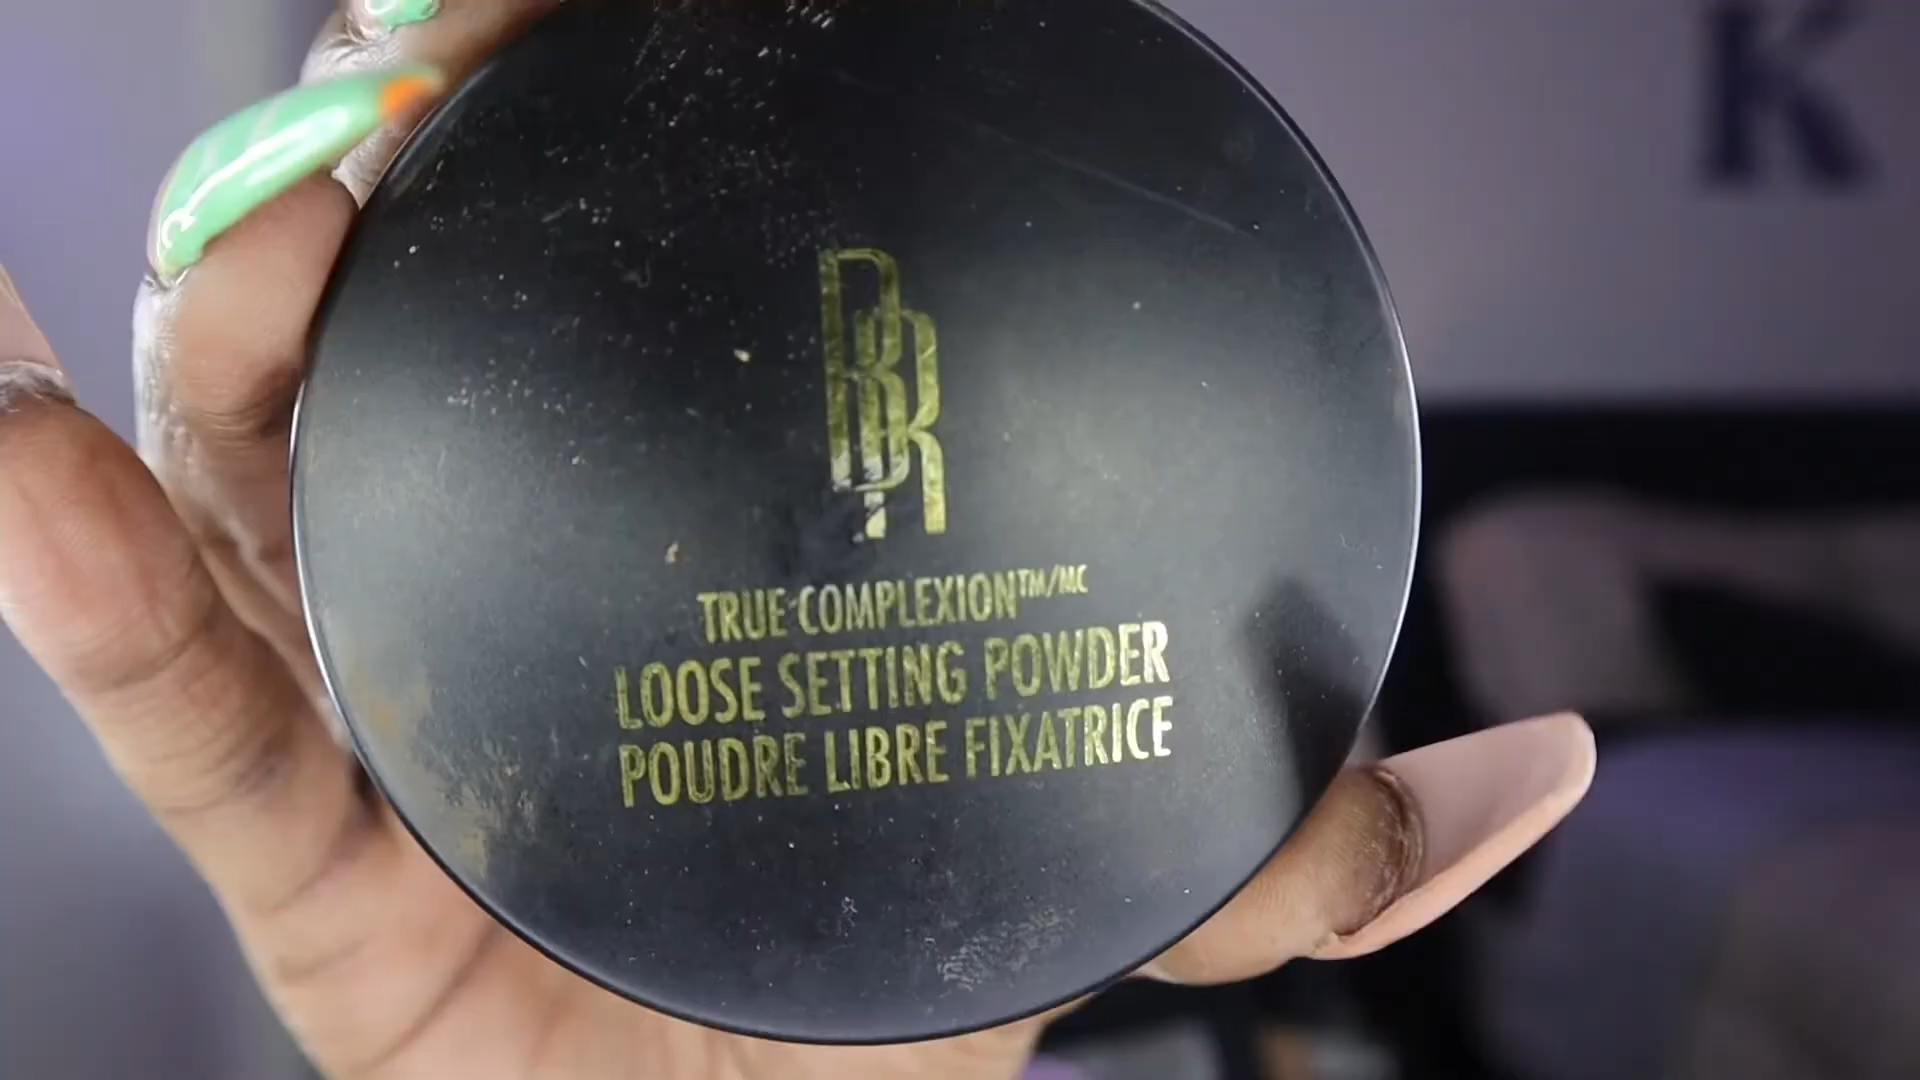 K
BR
TRUE COMPLEXION™/MC
LOOSE SETTING POWDER
POUDRE LIBRE FIXATRICE